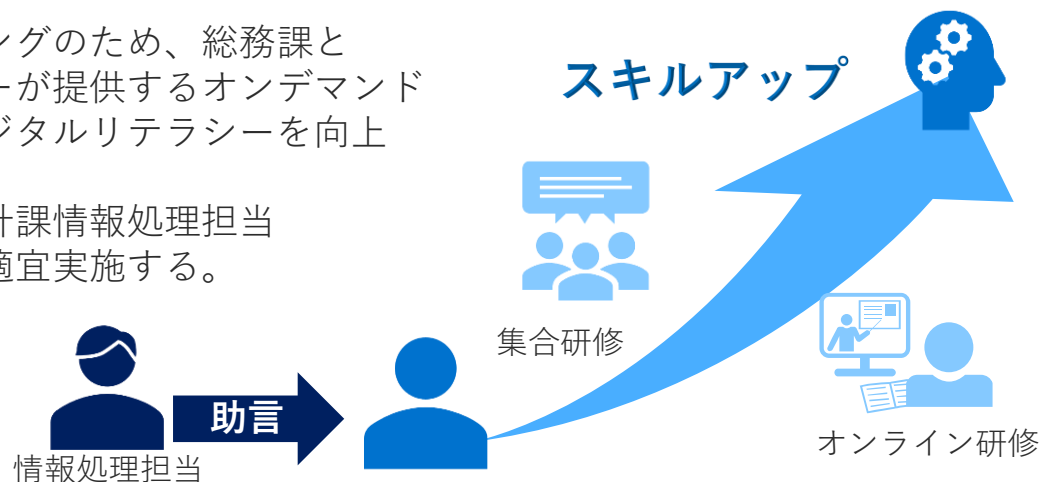 ングのため、総務課と
ーが提供するオンデマンド
ジタルリテラシーを向上
計課情報処理担当
適宜実施する。
スキルアップ
集合研修
助言
オンライン研修
情報処理担当